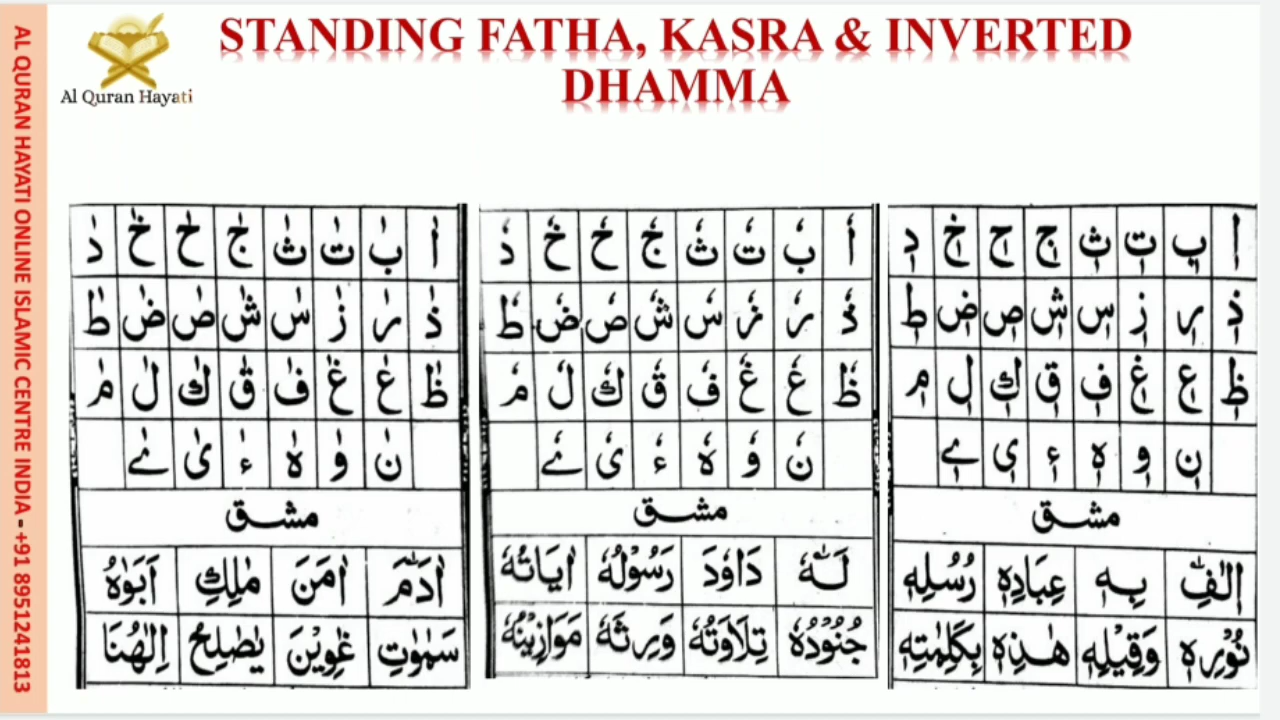 STANDING FATHA, KASRA & INVERTED
DHAMMA
Al Quran Hayati
AL QURAN HAYATI ONLINE ISLAMIC CENTRE INDIA - +91 8951241813
اٰ بٰ تٰ ثٰ جٰ حٰ خٰ دٰ
ذٰ رٰ زٰ سٰ شٰ صٰ ضٰ طٰ
ظٰ عٰ غٰ فٰ قٰ كٰ لٰ مٰ
نٰ وٰ هٰ ءٰ یٰ ےٰ
مشق
اٰدَمَ اٰمَنَ مٰلِكِ اَبَوٰهُ
سَمٰوٰتِ غٰوِيْنَ يٰصٰلِحُ اِلٰهُنَا
اٗ بٗ تٗ ثٗ جٗ حٗ خٗ دٗ
ذٗ رٗ زٗ سٗ شٗ صٗ ضٗ طٗ
ظٗ عٗ غٗ فٗ قٗ كٗ لٗ مٗ
نٗ وٗ هٗ ءٗ یٗ ےٗ
مشق
لَهٗ دَاوٗدَ رَسُوْلُهٗ اٰيَاتُهٗ
جُنُوْدُهٗ تِلَاوَتُهٗ وَرِثَهٗ مَوَازِيْنُهٗ
اٖ بٖ تٖ ثٖ جٖ حٖ خٖ دٖ
ذٖ رٖ زٖ سٖ شٖ صٖ ضٖ طٖ
ظٖ عٖ غٖ فٖ قٖ كٖ لٖ مٖ
نٖ وٖ هٖ ءٖ یٖ ےٖ
مشق
اٖلٰفِ بِهٖ عِبَادِهٖ رُسُلِهٖ
نُوْرِهٖ وَقِيْلِهٖ هٰذِهٖ بِكَلِمٰتِهٖ